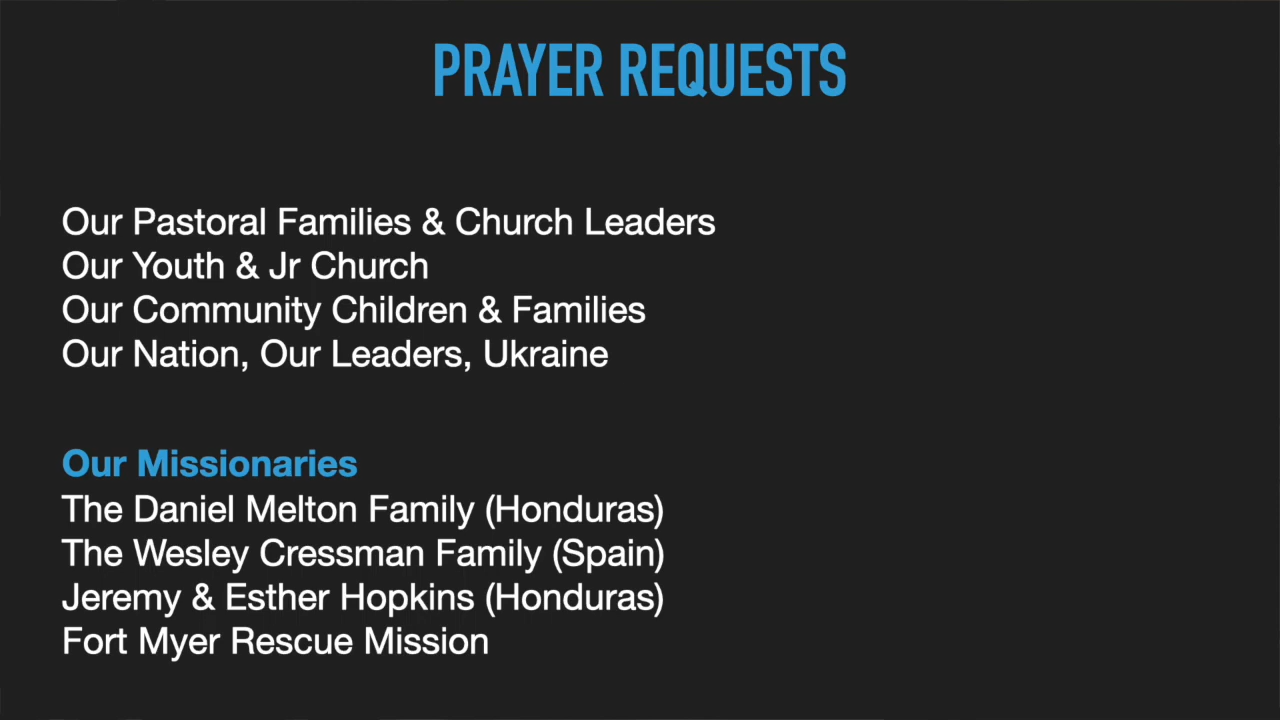 PRAYER REQUESTS
Our Pastoral Families & Church Leaders
Our Youth & Jr Church
Our Community Children & Families
Our Nation, Our Leaders, Ukraine
Our Missionaries
The Daniel Melton Family (Honduras)
The Wesley Cressman Family (Spain)
Jeremy & Esther Hopkins (Honduras)
Fort Myer Rescue Mission